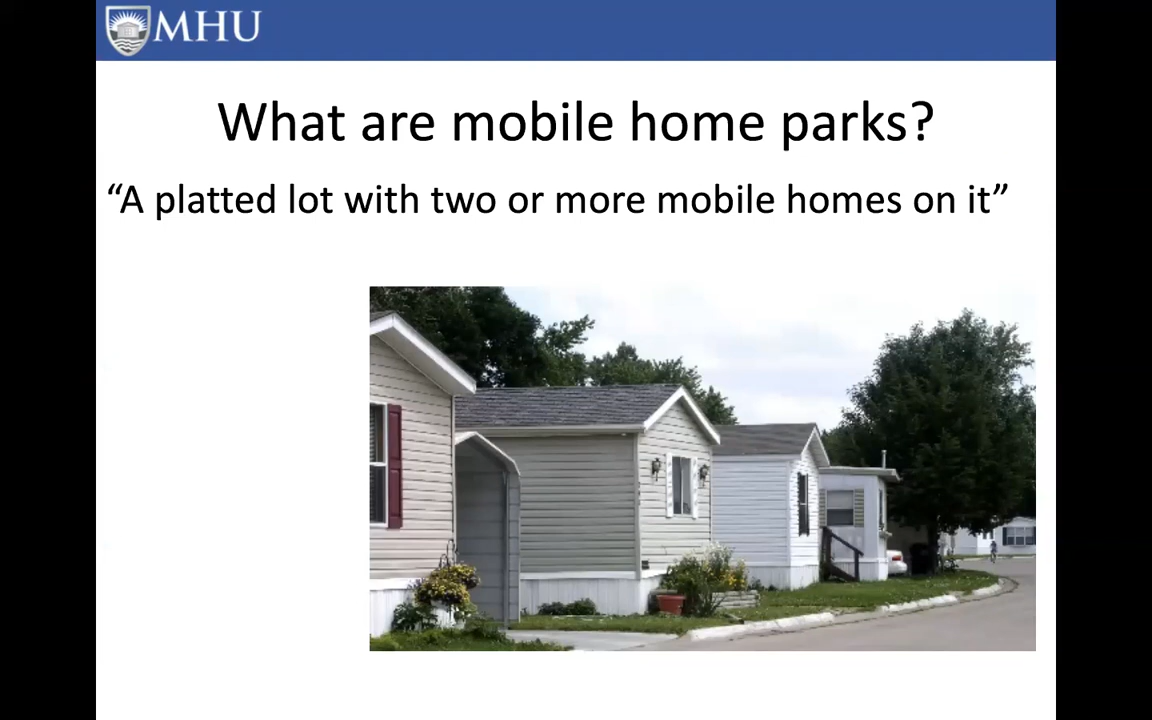 MHU
What are mobile home parks?
“A platted lot with two or more mobile homes on it”